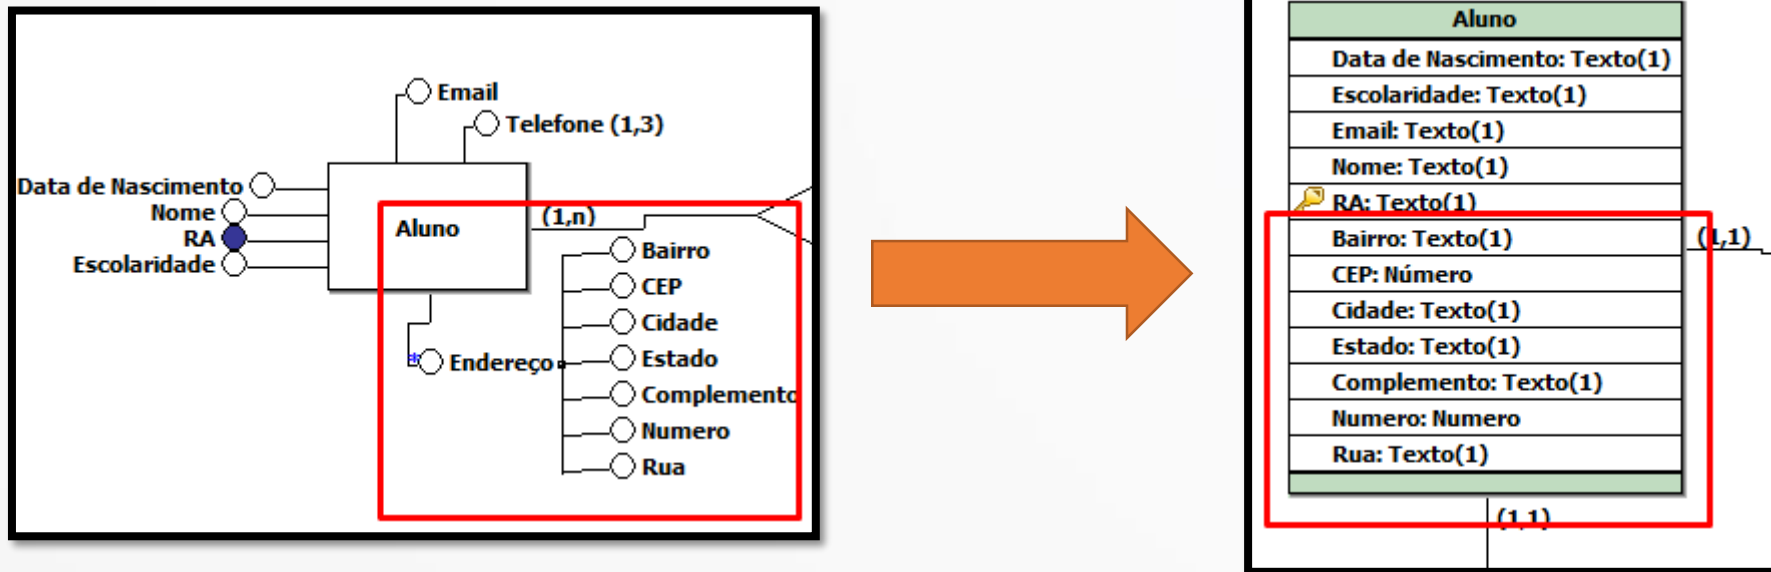 Email
Telefone (1,3)
Data de Nascimento
Nome
RA
Escolaridade
Aluno
(1,n)
Bairro
CEP
Cidade
Estado
Complemento
Numero
Rua
* Endereço
Aluno
Data de Nascimento: Texto(1)
Escolaridade: Texto(1)
Email: Texto(1)
Nome: Texto(1)
RA: Texto(1)
Bairro: Texto(1)
CEP: Número
Cidade: Texto(1)
Estado: Texto(1)
Complemento: Texto(1)
Numero: Numero
Rua: Texto(1)
(1,1)
(1,1)